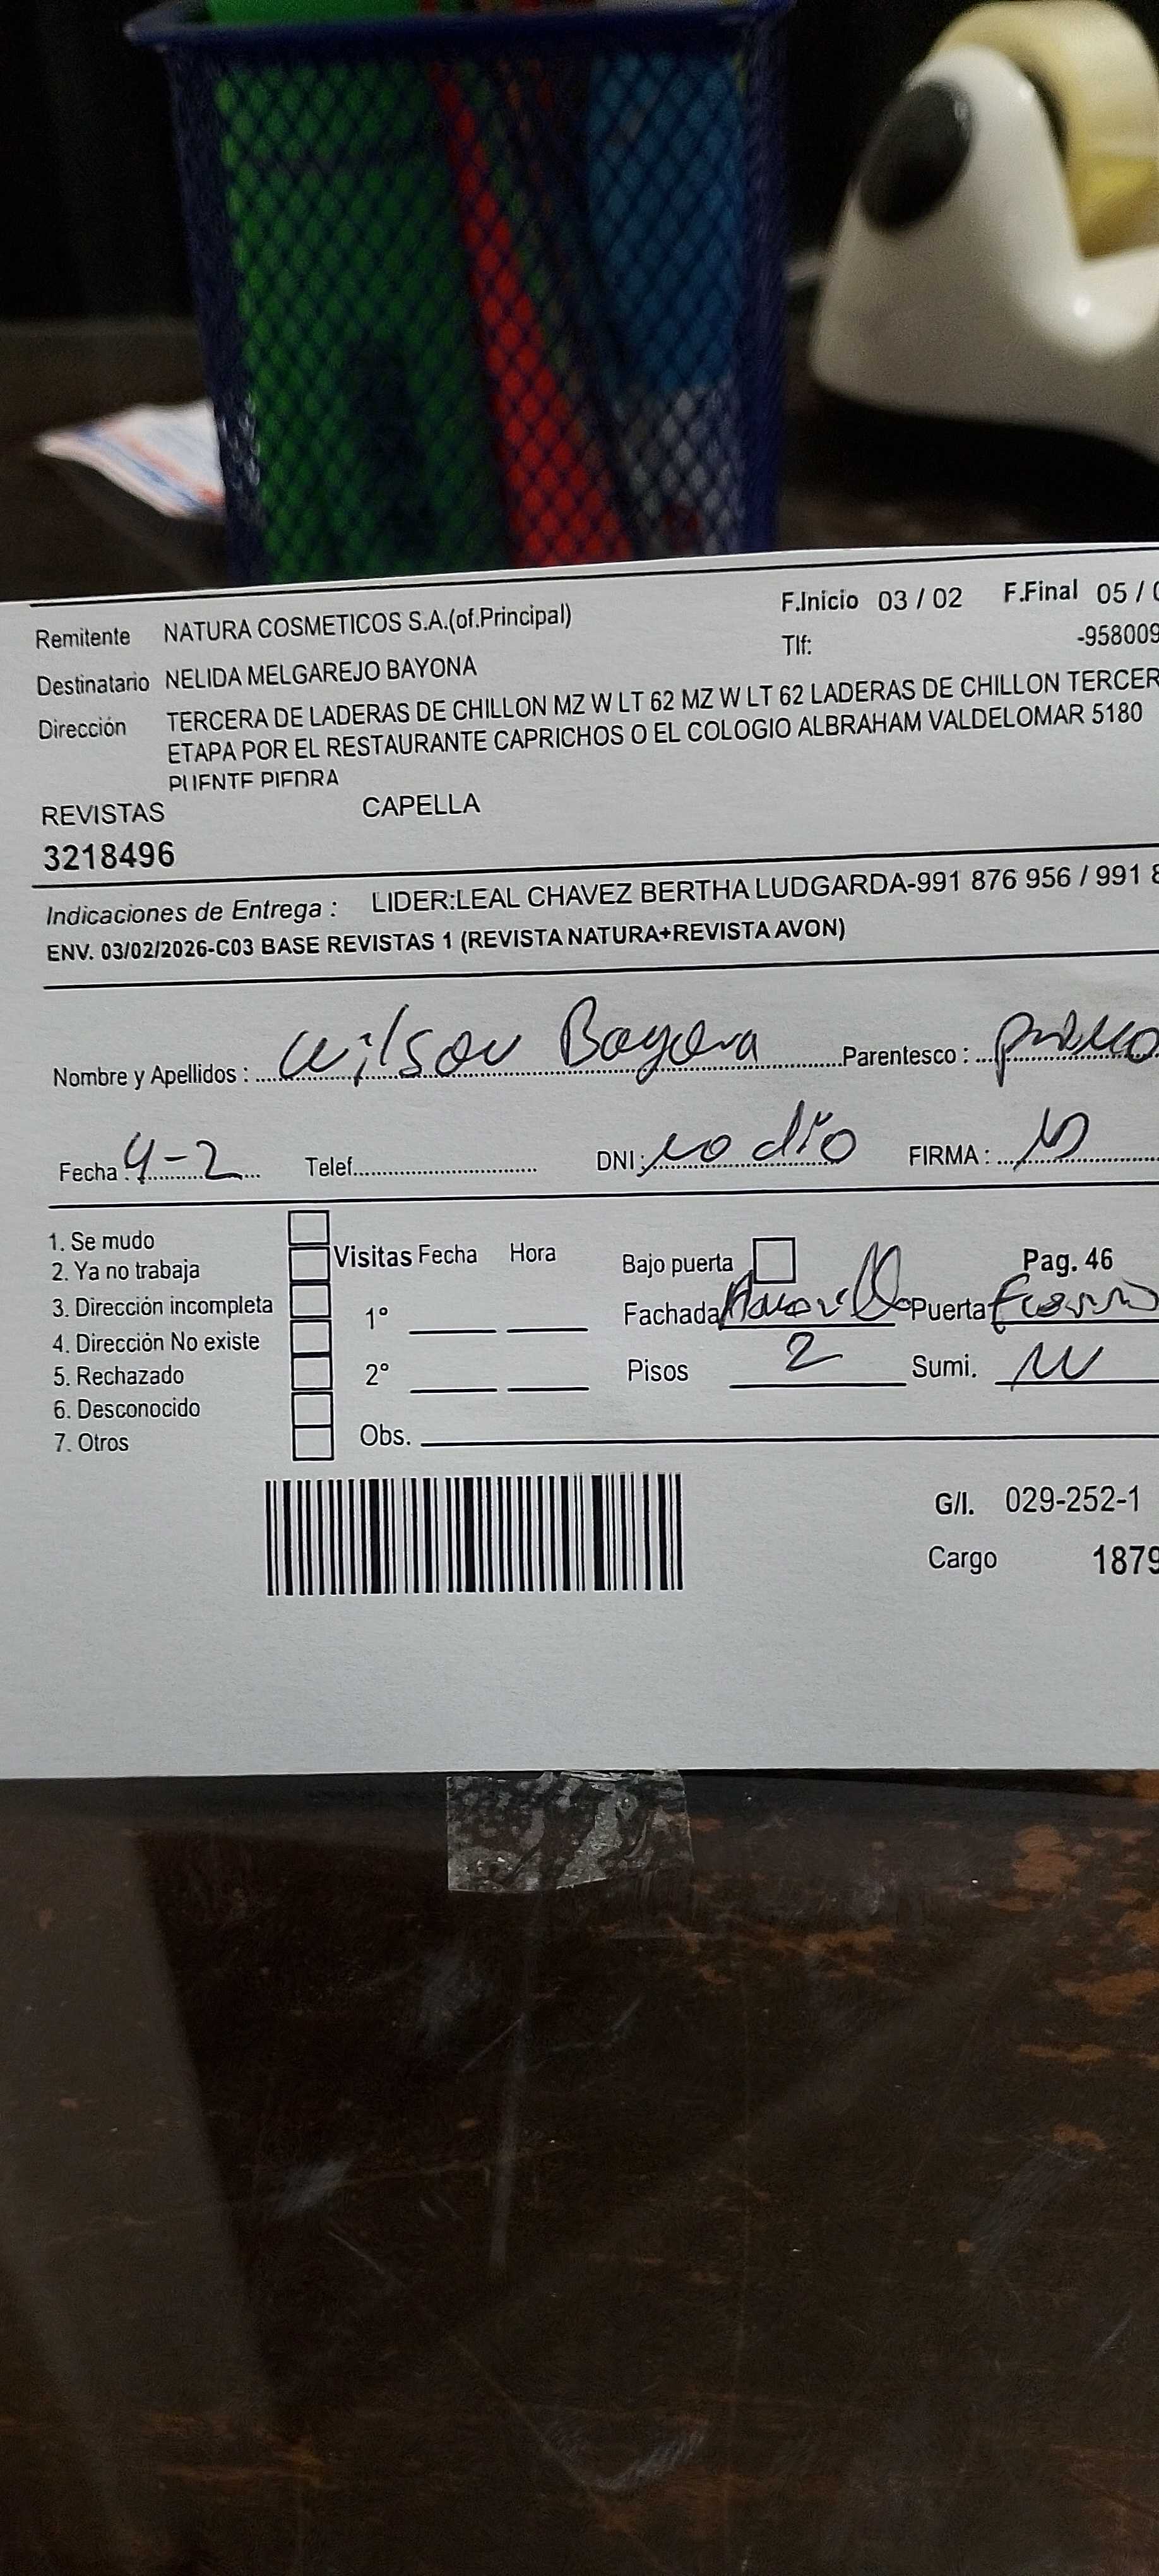 Remitente NATURA COSMETICOS S.A.(of.Principal) F.Inicio 03 / 02 F.Final 05 /
Tlf: -958009
Destinatario NELIDA MELGAREJO BAYONA
Dirección TERCERA DE LADERAS DE CHILLON MZ W LT 62 MZ W LT 62 LADERAS DE CHILLON TERCER
ETAPA POR EL RESTAURANTE CAPRICHOS O EL COLOGIO ALBRAHAM VALDELOMAR 5180
PUENTE PIEDRA
REVISTAS CAPELLA
3218496
Indicaciones de Entrega : LIDER:LEAL CHAVEZ BERTHA LUDGARDA-991 876 956 / 991 8
ENV. 03/02/2026-C03 BASE REVISTAS 1 (REVISTA NATURA+REVISTA AVON)
Nombre y Apellidos : Wilson Bayona Parentesco : primo
Fecha : 4-2 Telef. DNI: no dio FIRMA :
1. Se mudo
2. Ya no trabaja Visitas Fecha Hora Bajo puerta Pag. 46
3. Dirección incompleta 1° Fachada Puerta
4. Dirección No existe
5. Rechazado 2° Pisos 2 Sumi.
6. Desconocido
7. Otros Obs.
G/I. 029-252-1
Cargo 1879